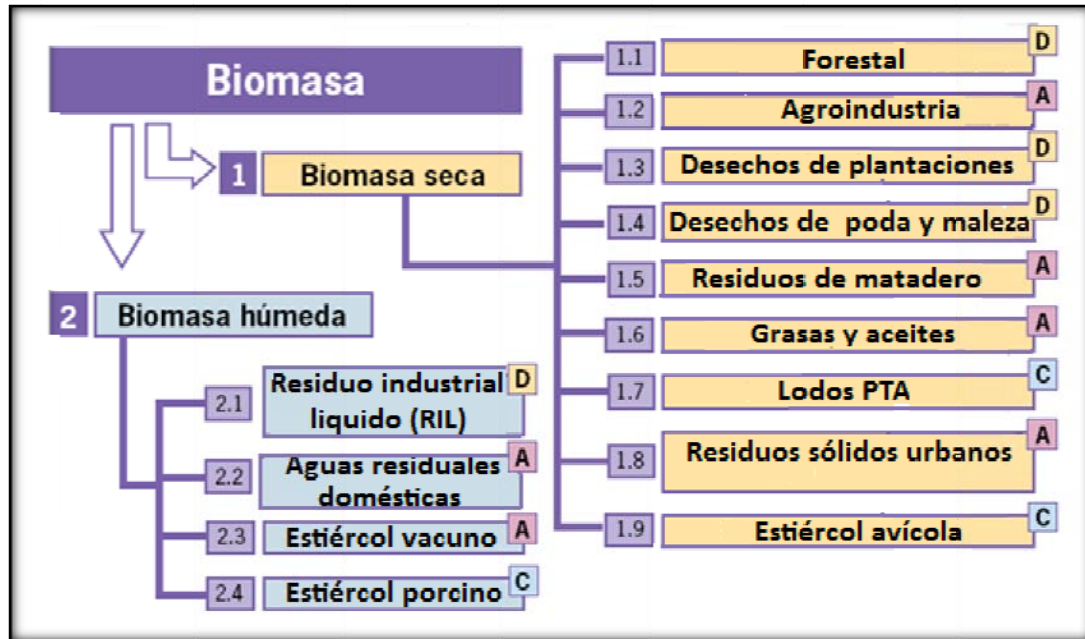 Biomasa
1 Biomasa seca
1.1 Forestal D
1.2 Agroindustria A
1.3 Desechos de plantaciones D
1.4 Desechos de poda y maleza D
1.5 Residuos de matadero A
1.6 Grasas y aceites A
1.7 Lodos PTA C
1.8 Residuos sólidos urbanos A
1.9 Estiércol avícola C
2 Biomasa húmeda
2.1 Residuo industrial D
liquido (RIL)
2.2 Aguas residuales A
domésticas
2.3 Estiércol vacuno A
2.4 Estiércol porcino C